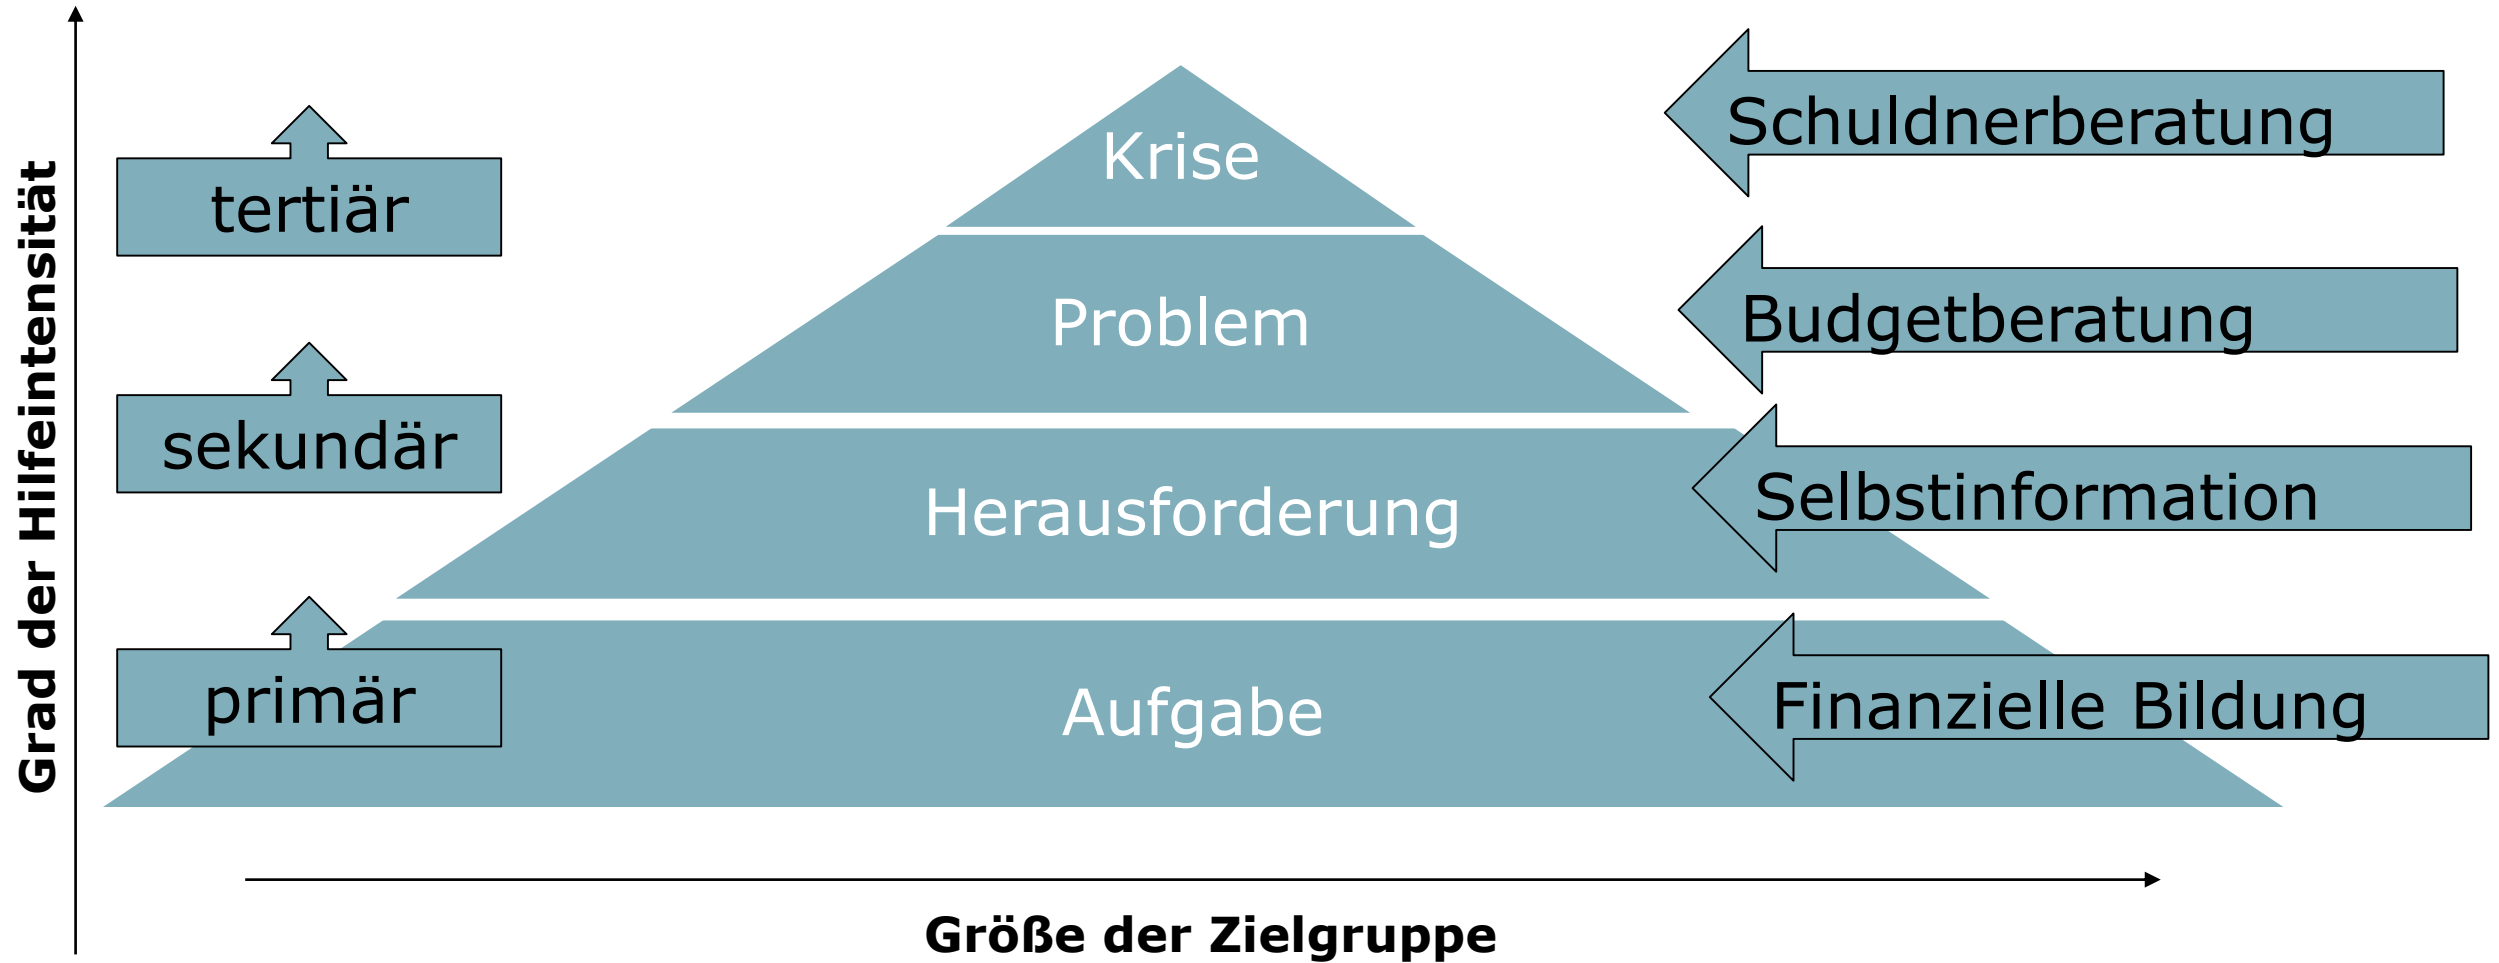 Grad der Hilfeintensität
tertiär
sekundär
primär
Krise
Problem
Herausforderung
Aufgabe
Schuldnerberatung
Budgetberatung
Selbstinformation
Finanzielle Bildung
Größe der Zielgruppe